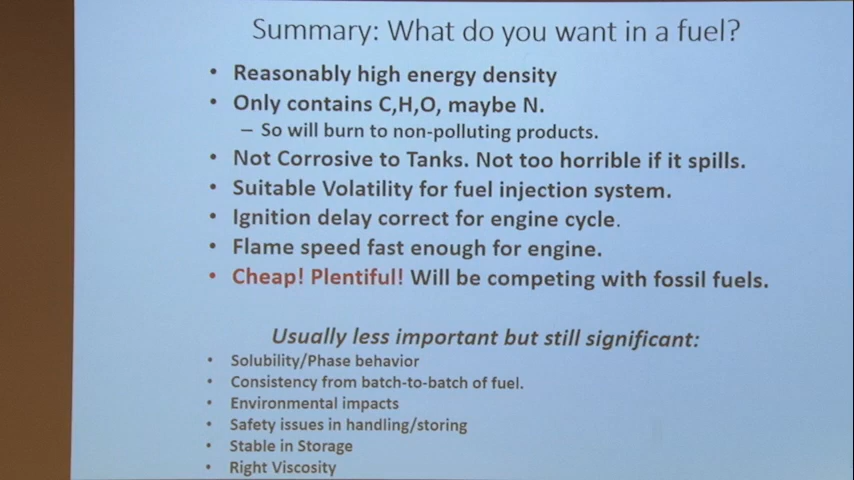 Summary: What do you want in a fuel?
• Reasonably high energy density
• Only contains C,H,O, maybe N.
– So will burn to non-polluting products.
• Not Corrosive to Tanks. Not too horrible if it spills.
• Suitable Volatility for fuel injection system.
• Ignition delay correct for engine cycle.
• Flame speed fast enough for engine.
• Cheap! Plentiful! Will be competing with fossil fuels.
Usually less important but still significant:
• Solubility/Phase behavior
• Consistency from batch-to-batch of fuel.
• Environmental impacts
• Safety issues in handling/storing
• Stable in Storage
• Right Viscosity